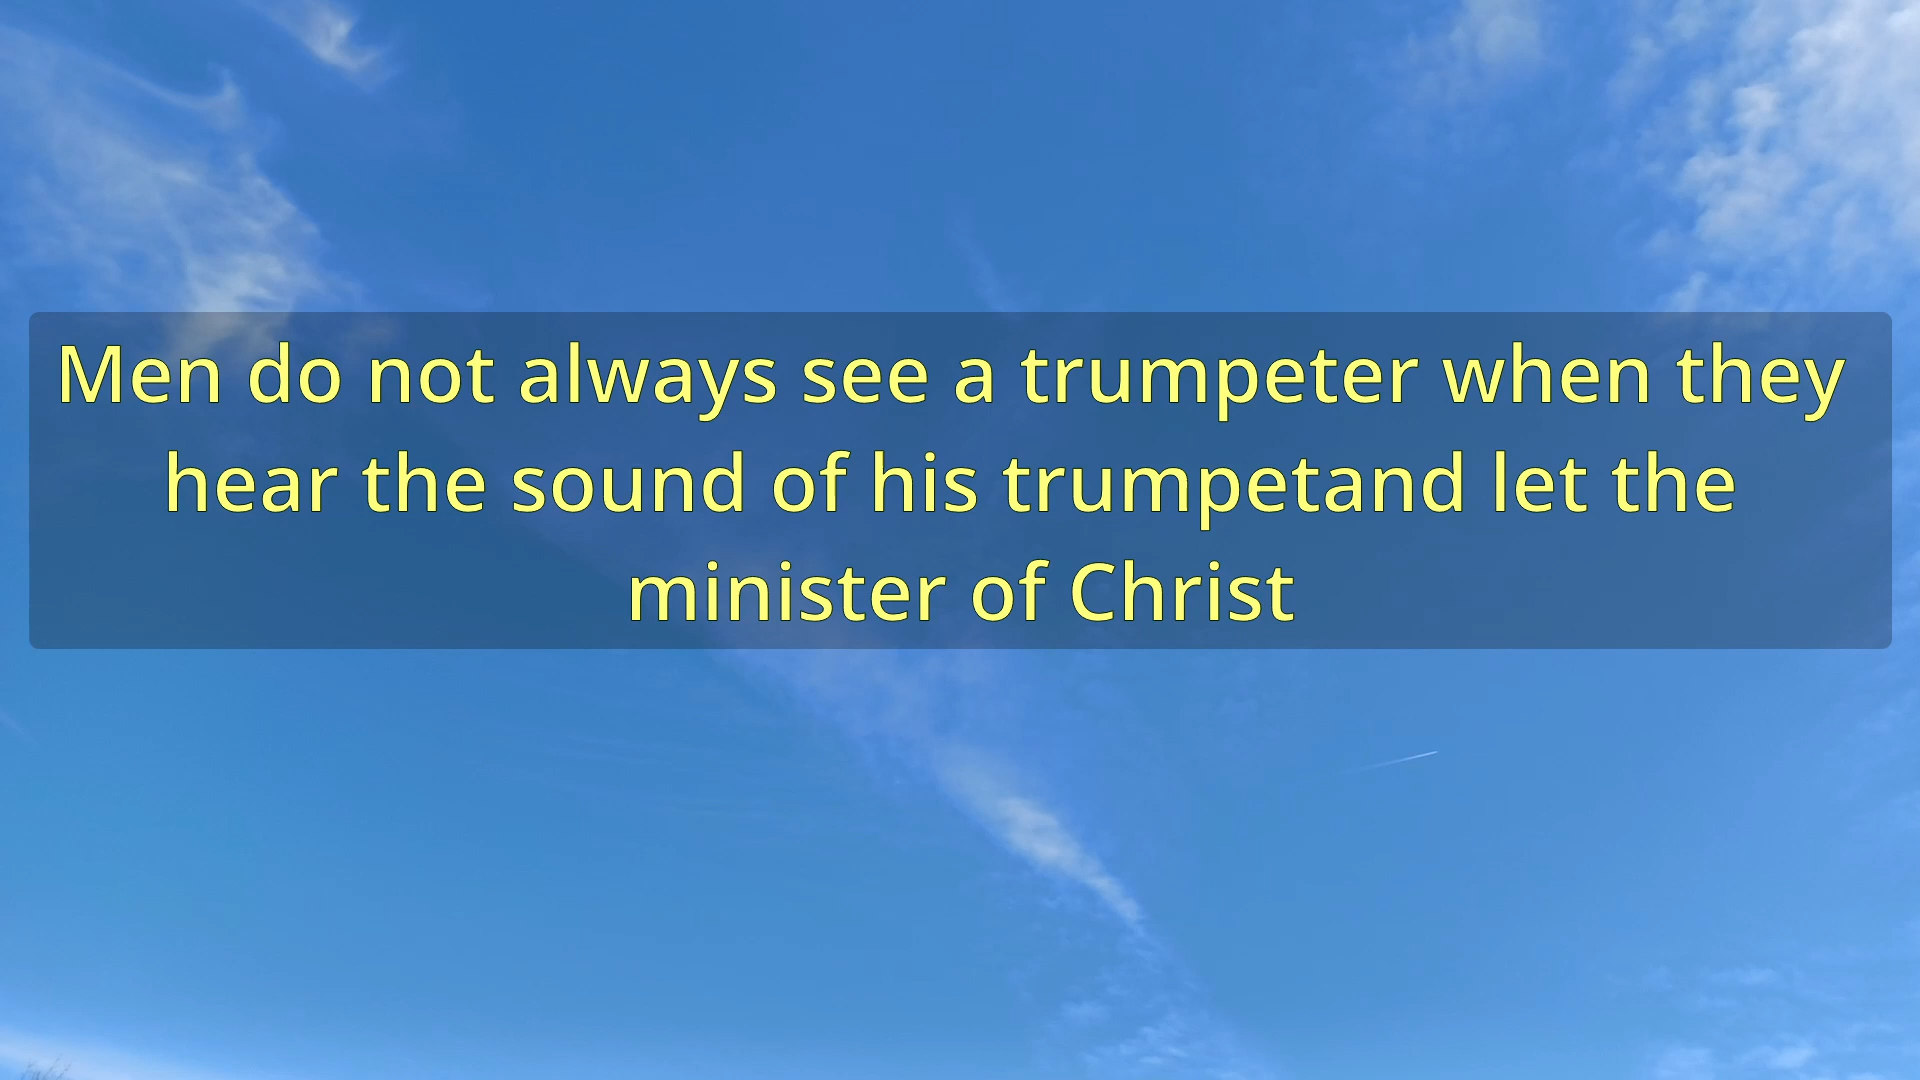 Men do not always see a trumpeter when they
hear the sound of his trumpetand let the
minister of Christ